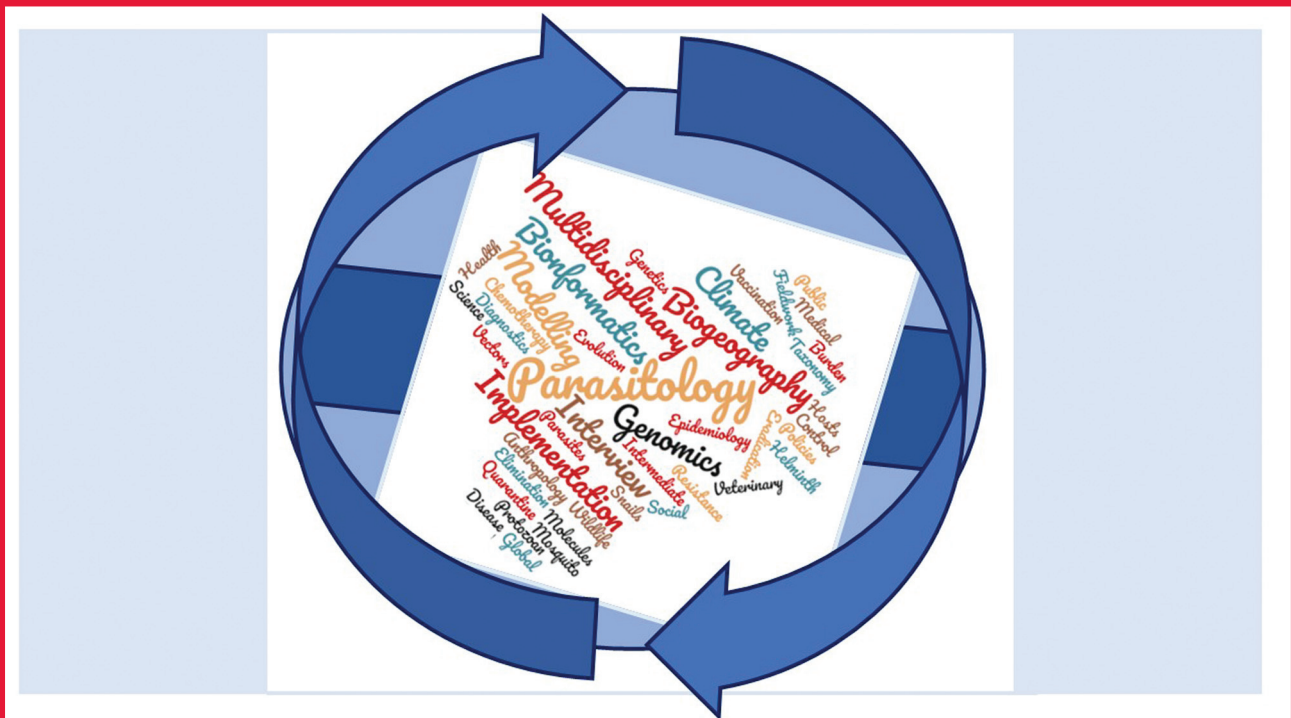 Multidisciplinary
Bionformatics
Modelling
Health
Science
Chemotherapy
Diagnostics
Vectors
Genetics
Evolution
Biogeography
Climate
Vaccination
Fieldwork
Public
Medical
Taxonomy
Burden
Parasitology
Hosts
Control
Policies
Eradication
Helminth
Implementation
Interview
Genomics
Epidemiology
Parasites
Intermediate
Resistance
Veterinary
Anthropology
Elimination
Quarantine
Snails
Social
Wildlife
Molecules
Disease
Protozoan
Mosquito
Global